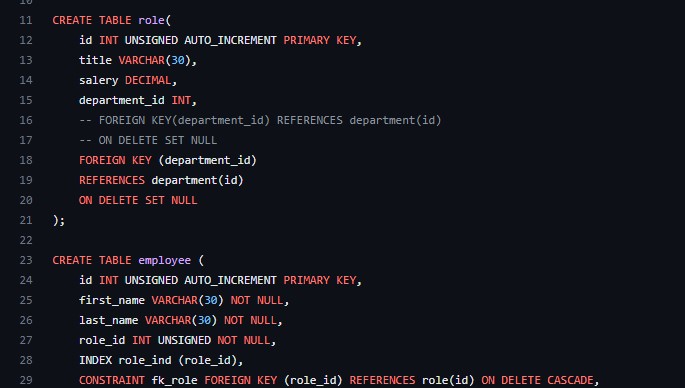 11 CREATE TABLE role(
12     id INT UNSIGNED AUTO_INCREMENT PRIMARY KEY,
13     title VARCHAR(30),
14     salery DECIMAL,
15     department_id INT,
16     -- FOREIGN KEY(department_id) REFERENCES department(id)
17     -- ON DELETE SET NULL
18     FOREIGN KEY (department_id)
19     REFERENCES department(id)
20     ON DELETE SET NULL
21 );
22
23 CREATE TABLE employee (
24     id INT UNSIGNED AUTO_INCREMENT PRIMARY KEY,
25     first_name VARCHAR(30) NOT NULL,
26     last_name VARCHAR(30) NOT NULL,
27     role_id INT UNSIGNED NOT NULL,
28     INDEX role_ind (role_id),
29     CONSTRAINT fk_role FOREIGN KEY (role_id) REFERENCES role(id) ON DELETE CASCADE,